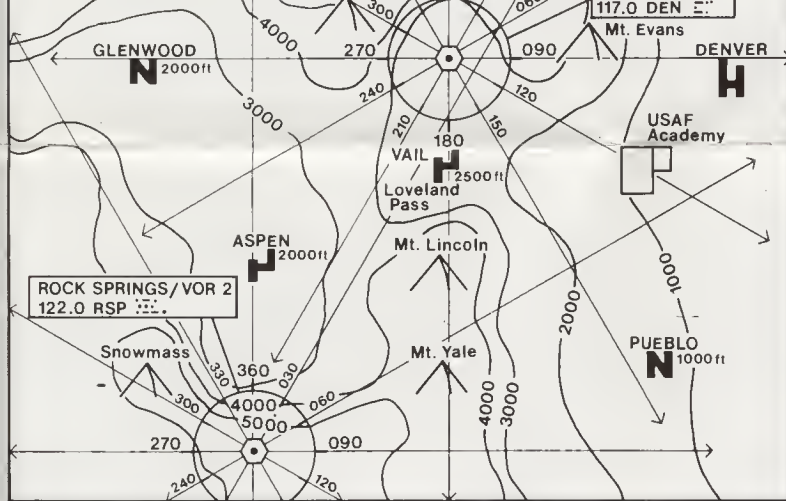 300
060
117.0 DEN
4000
Mt. Evans
GLENWOOD
2000ft
270
090
DENVER
240
120
3000
210
150
180
USAF
Academy
VAIL
2500ft
Loveland
Pass
ASPEN
2000ft
Mt. Lincoln
1000
ROCK SPRINGS/VOR 2
122.0 RSP
2000
Snowmass
Mt. Yale
PUEBLO
1000ft
330
360
030
300
4000
060
5000
4000
3000
270
090
240
120